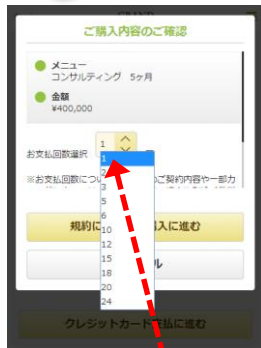 ご購入内容のご確認
メニュー
コンサルティング 5ヶ月
金額
¥400,000
お支払回数選択 1
1
2
3
5
6
10
12
15
18
20
24
※お支払回数につ
のご契約内容や一部カ
規約に
入に進む
ル
クレジットカード
払に進む